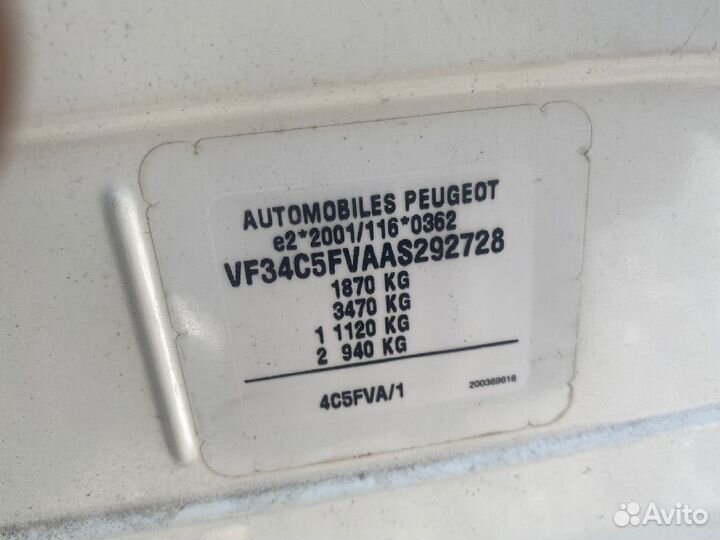 AUTOMOBILES PEUGEOT
e2*2001/116*0362
VF34C5FVAAS292728
1870 KG
3470 KG
1 1120 KG
2 940 KG
4C5FVA/1
200369618
Avito